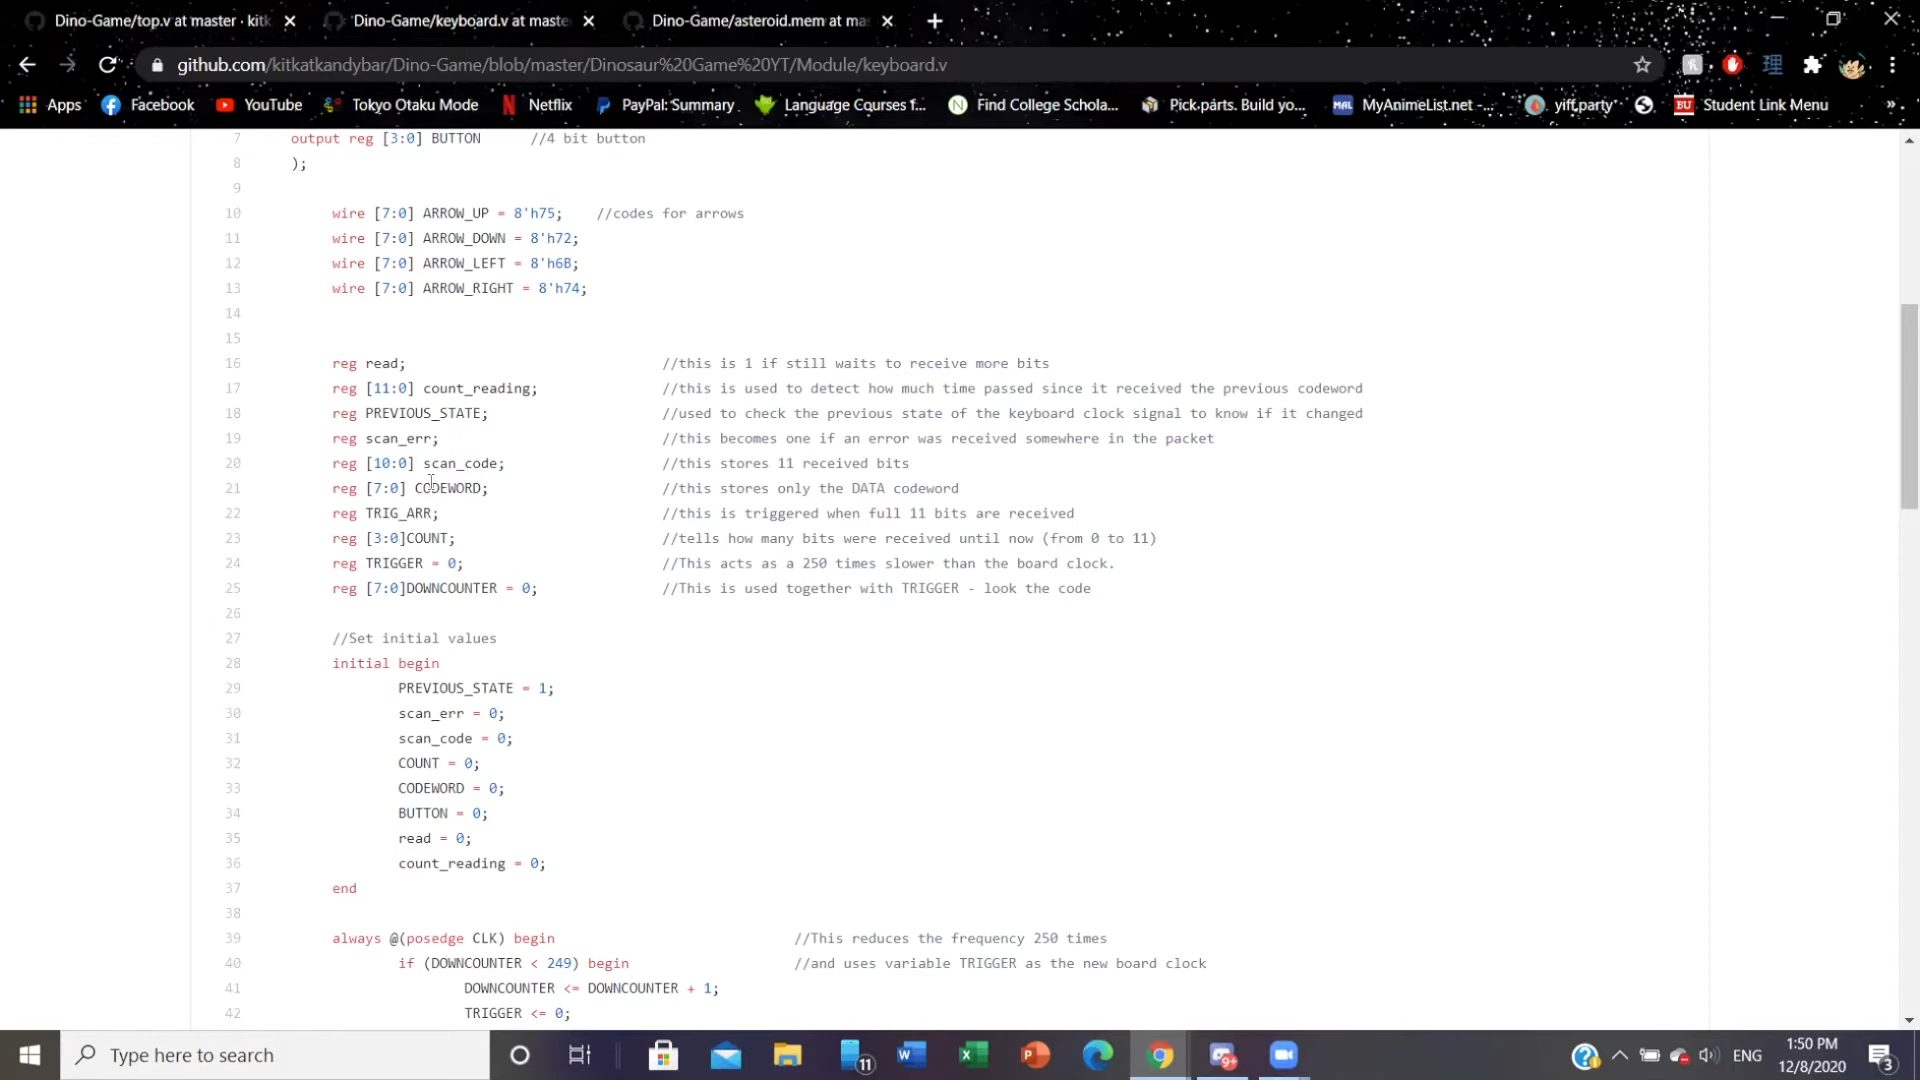 Dino-Game/top.v at master · kitk
Dino-Game/keyboard.v at maste
Dino-Game/asteroid.mem at ma
github.com/kitkatkandybar/Dino-Game/blob/master/Dinosaur%20Game%20YT/Module/keyboard.v
Apps Facebook YouTube Tokyo Otaku Mode Netflix PayPal: Summary Language Courses f... Find College Schola... Pick parts. Build yo... MyAnimeList.net -... yiff.party Student Link Menu »
7 output reg [3:0] BUTTON //4 bit button
8 );
9
10 wire [7:0] ARROW_UP = 8'h75; //codes for arrows
11 wire [7:0] ARROW_DOWN = 8'h72;
12 wire [7:0] ARROW_LEFT = 8'h6B;
13 wire [7:0] ARROW_RIGHT = 8'h74;
14
15
16 reg read; //this is 1 if still waits to receive more bits
17 reg [11:0] count_reading; //this is used to detect how much time passed since it received the previous codeword
18 reg PREVIOUS_STATE; //used to check the previous state of the keyboard clock signal to know if it changed
19 reg scan_err; //this becomes one if an error was received somewhere in the packet
20 reg [10:0] scan_code; //this stores 11 received bits
21 reg [7:0] CODEWORD; //this stores only the DATA codeword
22 reg TRIG_ARR; //this is triggered when full 11 bits are received
23 reg [3:0]COUNT; //tells how many bits were received until now (from 0 to 11)
24 reg TRIGGER = 0; //This acts as a 250 times slower than the board clock.
25 reg [7:0]DOWNCOUNTER = 0; //This is used together with TRIGGER - look the code
26
27 //Set initial values
28 initial begin
29 PREVIOUS_STATE = 1;
30 scan_err = 0;
31 scan_code = 0;
32 COUNT = 0;
33 CODEWORD = 0;
34 BUTTON = 0;
35 read = 0;
36 count_reading = 0;
37 end
38
39 always @(posedge CLK) begin //This reduces the frequency 250 times
40 if (DOWNCOUNTER < 249) begin //and uses variable TRIGGER as the new board clock
41 DOWNCOUNTER <= DOWNCOUNTER + 1;
42 TRIGGER <= 0;
Type here to search
11
9+
ENG
1:50 PM
12/8/2020
3